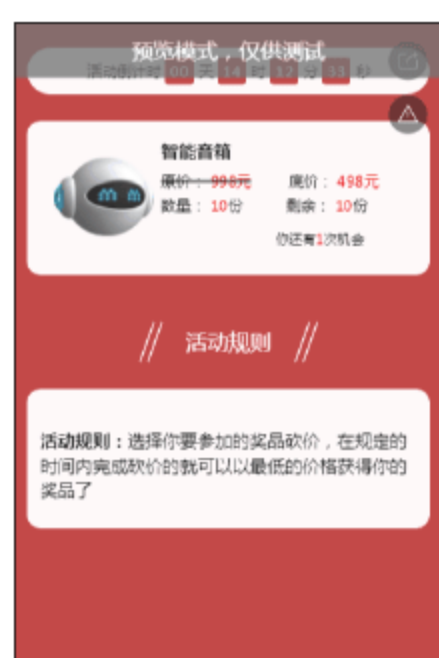 预览模式，仅供测试
活动倒计时 00 天 14 时 12 分 33 秒
智能音箱
原价：998元 底价：498元
数量：10份 剩余：10份
你还有1次机会
活动规则
活动规则：选择你要参加的奖品砍价，在规定的
时间内完成砍价的就可以以最低的价格获得你的
奖品了